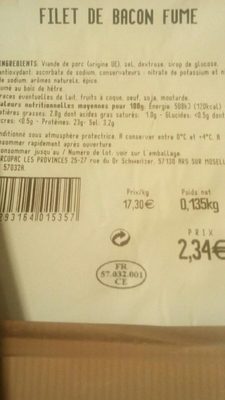 FILET DE BACON FUME
INGREDIENTS: Viande de porc (origine UE), sel, dextrose, sirop de glucose,
antioxydant: ascorbate de sodium, conservateurs : nitrate de potassium et ni
de sodium, arômes naturels, épice.
Fumé au bois de hêtre.
Traces éventuelles de lait, fruits à coque, oeuf, soja, moutarde.
Valeurs nutritionnelles moyennes pour 100g: Energie: 508kJ (120kcal)
Matières grasses: 2.8g dont acides gras saturés: 1.0g - Glucides: <0.5g dont
sucres: <0.5g - Protéines: 23g- Sel: 3.2g
Conditionné sous atmosphère protectrice. A conserver entre 0°C et +4°C. A
consommer rapidement après ouverture
Consommer jusqu'au / Numéro de lot, voir sur l'emballage.
LES PROVINCES 25-27 rue du Dr Schweitzer, 57130 ARS SUR MOSELL
57032A.
Prix/kg Poids net
17,30€ 0,135kg
293164015357
PRIX
2,34€
FR
57.032.001
CE